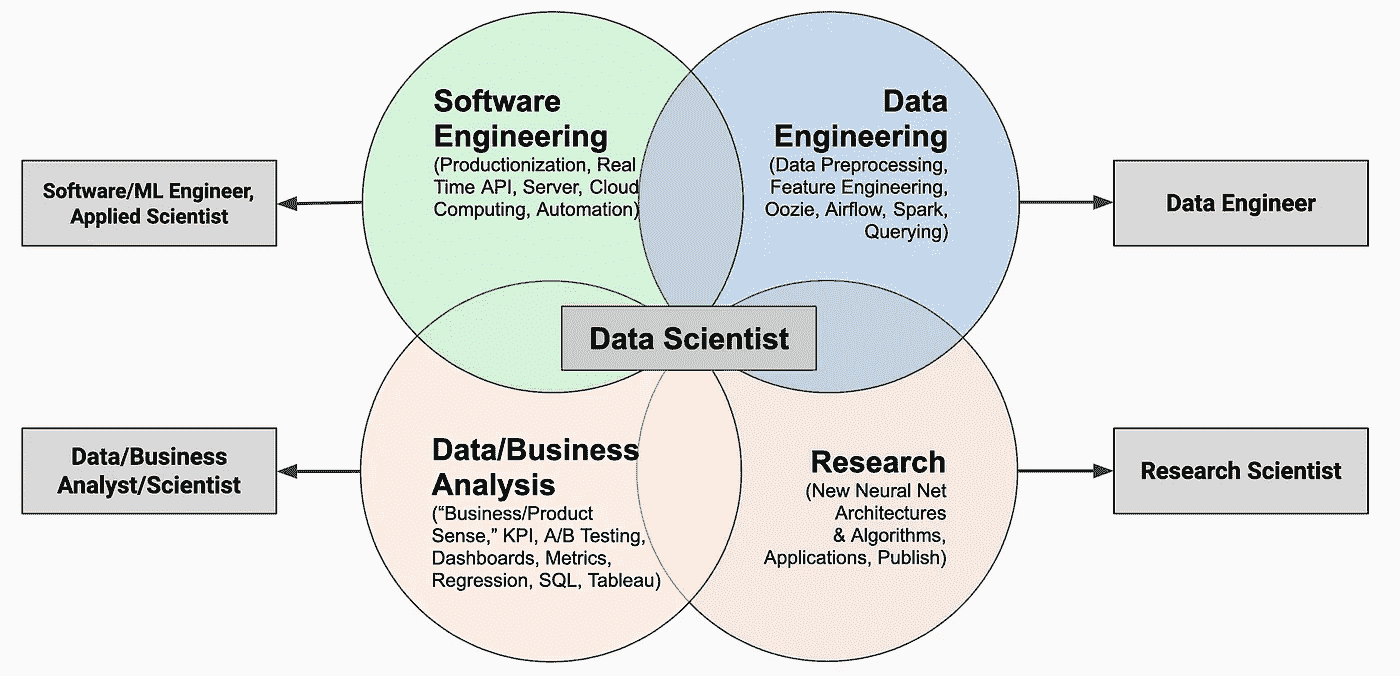 Software
Engineering
(Productionization, Real
Time API, Server, Cloud
Computing, Automation)
Data
Engineering
(Data Preprocessing,
Feature Engineering,
Oozie, Airflow, Spark,
Querying)
Software/ML Engineer,
Applied Scientist
Data Engineer
Data Scientist
Data/Business
Analyst/Scientist
Data/Business
Analysis
(“Business/Product
Sense,” KPI, A/B Testing,
Dashboards, Metrics,
Regression, SQL, Tableau)
Research
(New Neural Net
Architectures
& Algorithms,
Applications, Publish)
Research Scientist